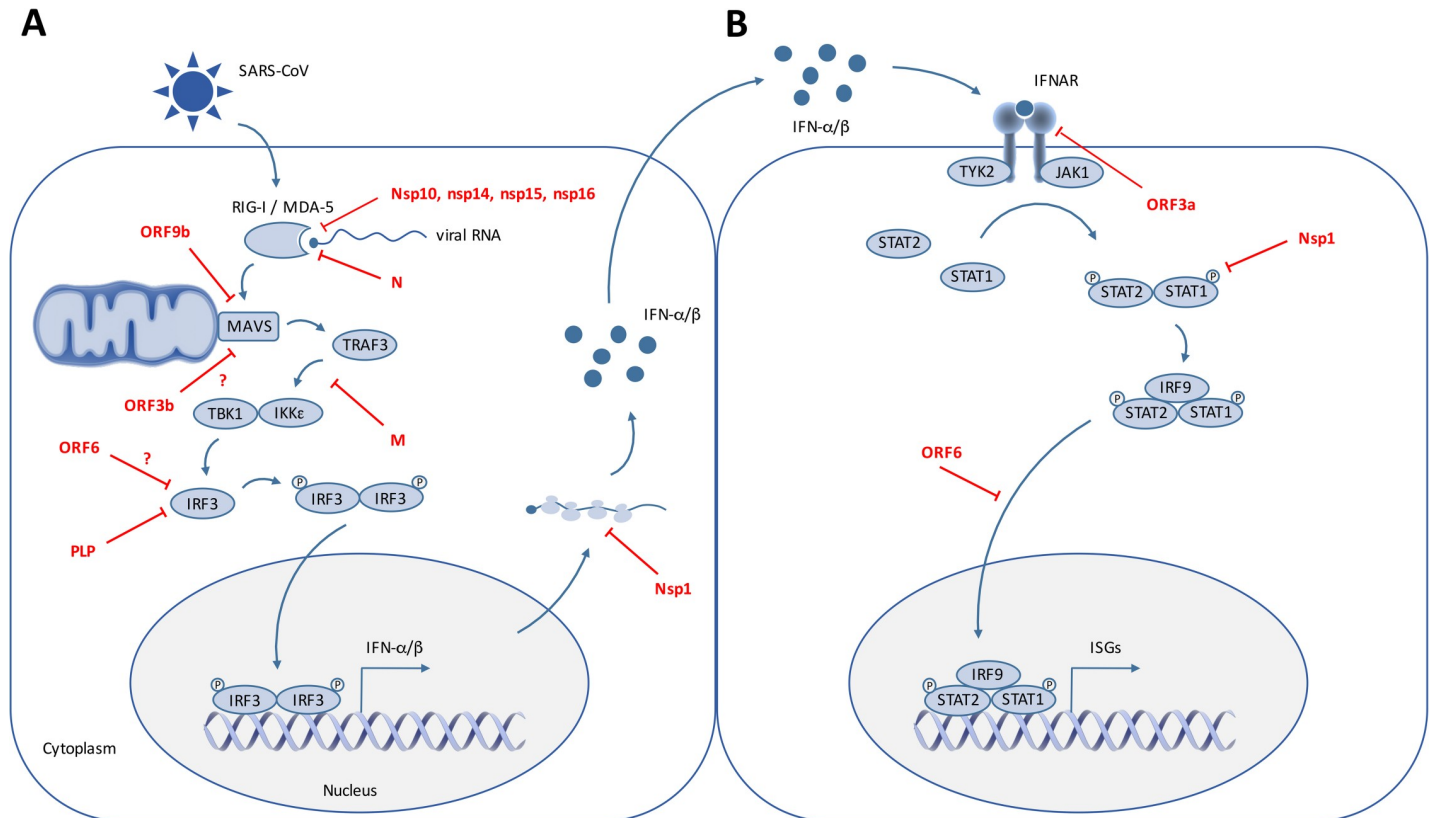 A
SARS-CoV
RIG-I / MDA-5
Nsp10, nsp14, nsp15, nsp16
ORF9b
viral RNA
N
MAVS
TRAF3
ORF3b
?
TBK1
IKKε
M
ORF6
?
IRF3
P
IRF3
IRF3
P
PLP
IFN-α/β
Nsp1
IFN-α/β
P
IRF3
IRF3
P
Cytoplasm
Nucleus
B
IFN-α/β
IFNAR
TYK2
JAK1
ORF3a
STAT2
STAT1
Nsp1
P
STAT2
STAT1
P
IRF9
P
STAT2
STAT1
P
ORF6
ISGs
IRF9
P
STAT2
STAT1
P